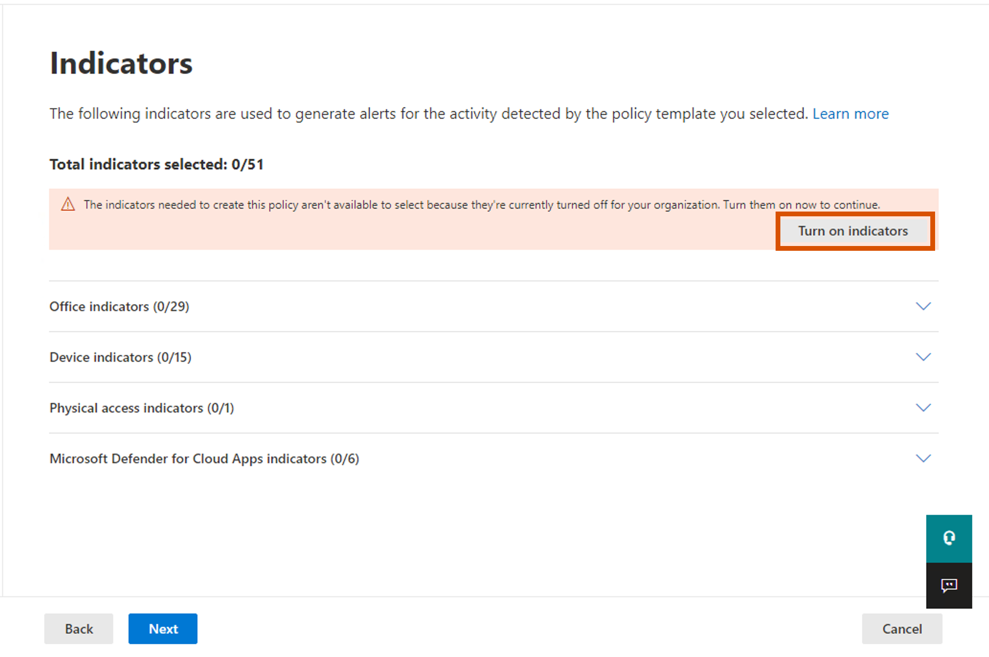 Indicators
The following indicators are used to generate alerts for the activity detected by the policy template you selected. Learn more
Total indicators selected: 0/51
The indicators needed to create this policy aren't available to select because they're currently turned off for your organization. Turn them on now to continue.
Turn on indicators
Office indicators (0/29)
Device indicators (0/15)
Physical access indicators (0/1)
Microsoft Defender for Cloud Apps indicators (0/6)
Back Next Cancel